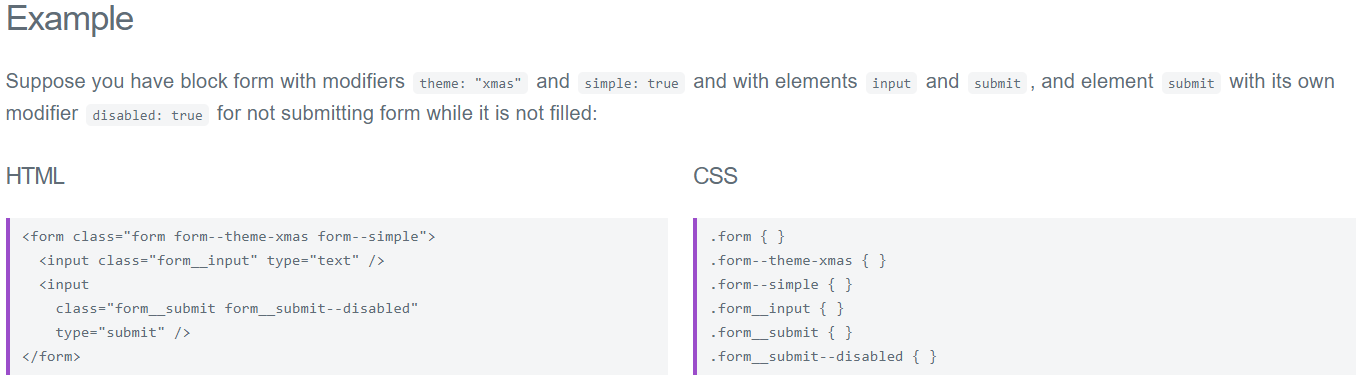 Example
Suppose you have block form with modifiers theme: "xmas" and simple: true and with elements input and submit , and element submit with its own
modifier disabled: true for not submitting form while it is not filled:
HTML
<form class="form form--theme-xmas form--simple">
  <input class="form__input" type="text" />
  <input
    class="form__submit form__submit--disabled"
    type="submit" />
</form>
CSS
.form { }
.form--theme-xmas { }
.form--simple { }
.form__input { }
.form__submit { }
.form__submit--disabled { }